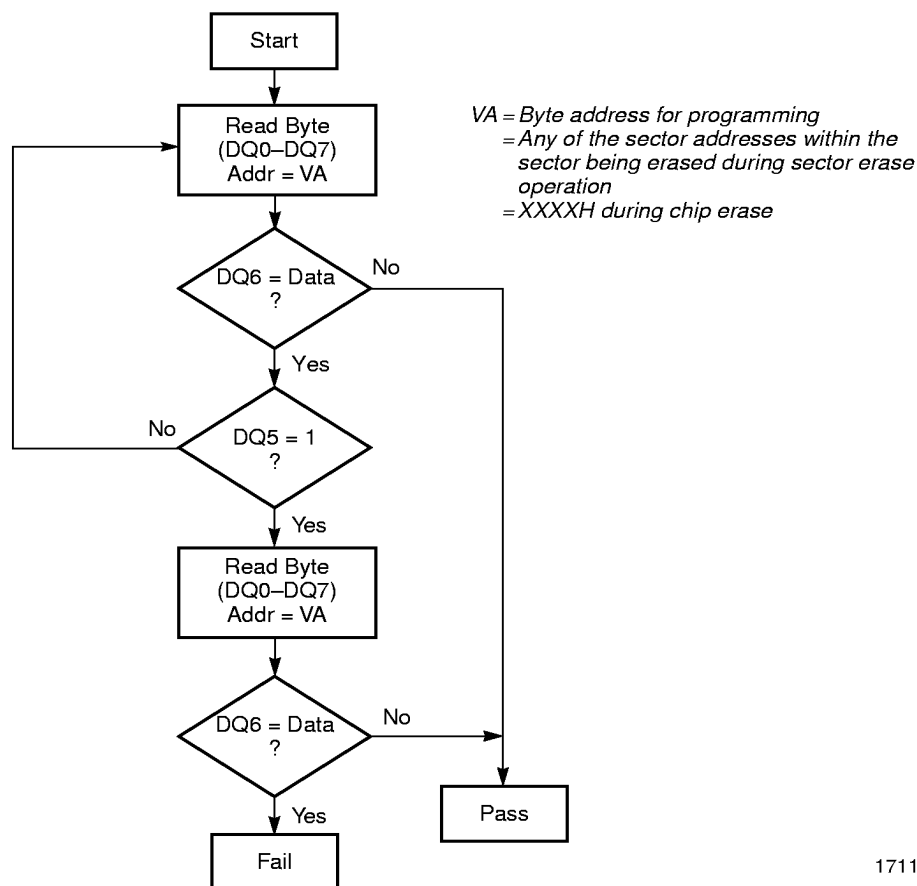 Start
Read Byte
(DQ0–DQ7)
Addr = VA
VA = Byte address for programming
= Any of the sector addresses within the
sector being erased during sector erase
operation
= XXXXH during chip erase
DQ6 = Data
?
No
Yes
No
DQ5 = 1
?
Yes
Read Byte
(DQ0–DQ7)
Addr = VA
DQ6 = Data
?
No
Yes
Pass
Fail
1711